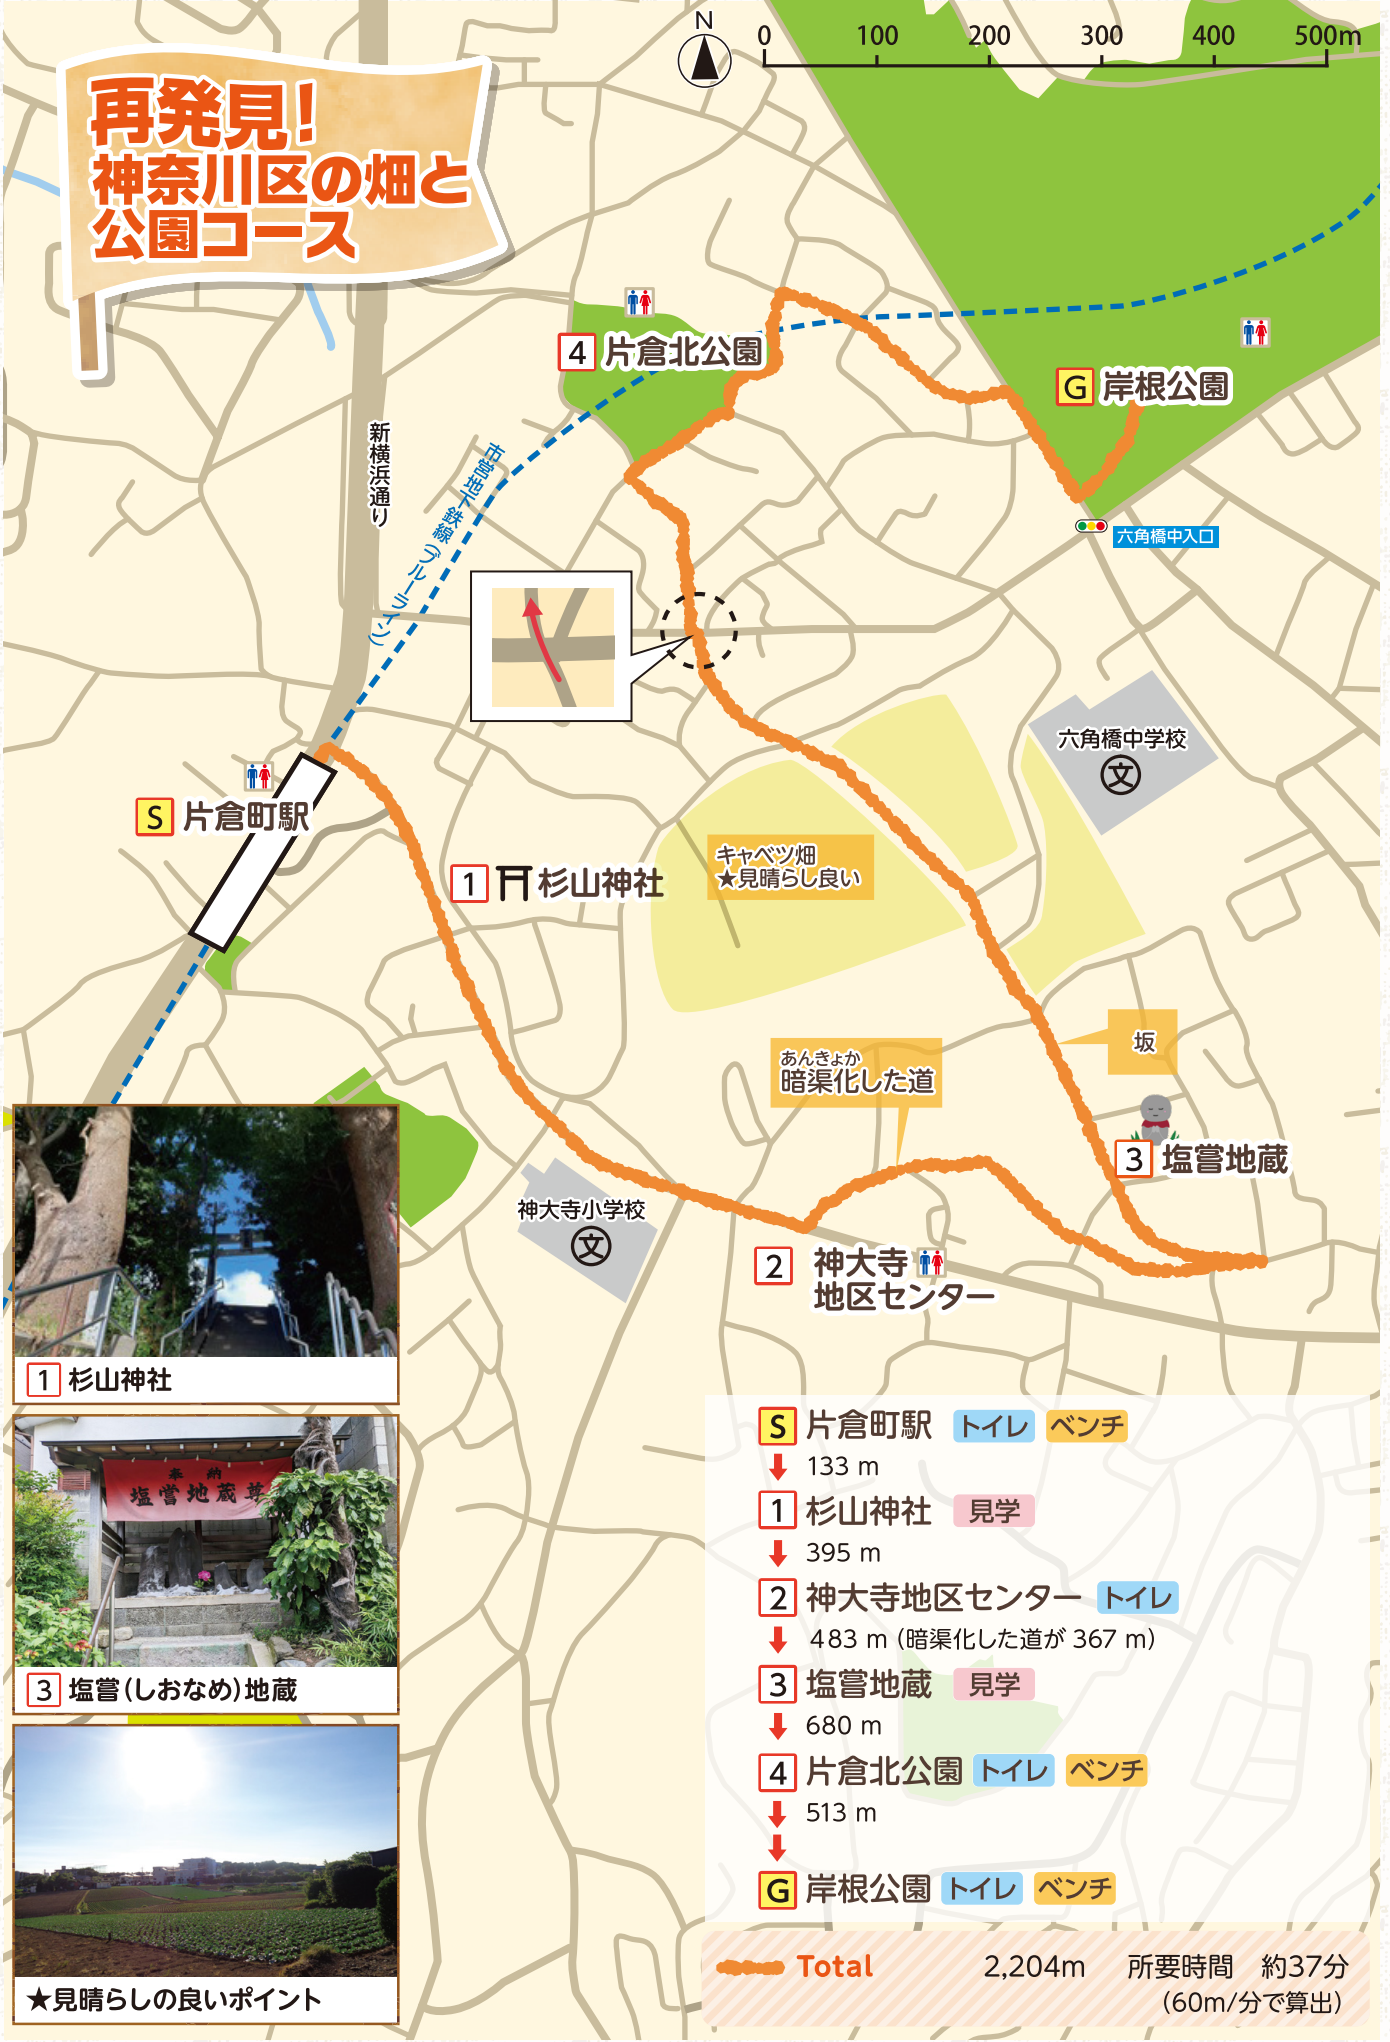 再発見！
神奈川区の畑と
公園コース
N
0 100 200 300 400 500m
4 片倉北公園
G 岸根公園
新横浜通り
市営地下鉄線（ブルーライン）
六角橋中入口
六角橋中学校
文
S 片倉町駅
キャベツ畑
★見晴らし良い
1 杉山神社
坂
あんきょか
暗渠化した道
3 塩嘗地蔵
神大寺小学校
文
2 神大寺
地区センター
1 杉山神社
奉納
塩嘗地蔵尊
3 塩嘗（しおなめ）地蔵
★見晴らしの良いポイント
S 片倉町駅 トイレ ベンチ
133 m
1 杉山神社 見学
395 m
2 神大寺地区センター トイレ
483 m（暗渠化した道が 367 m）
3 塩嘗地蔵 見学
680 m
4 片倉北公園 トイレ ベンチ
513 m
G 岸根公園 トイレ ベンチ
Total 2,204m 所要時間 約37分
（60m/分で算出）